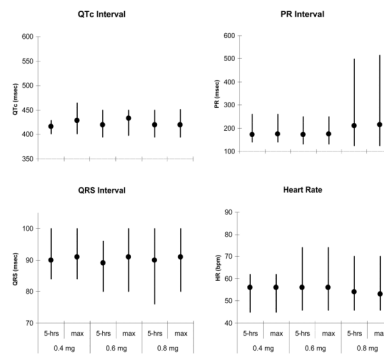 QTc Interval
QTc (msec)
600
550
500
450
400
350
PR Interval
PR (msec)
600
500
400
300
200
100
QRS Interval
QRS (msec)
100
90
80
70
5-hrs max 5-hrs max 5-hrs max
0.4 mg 0.6 mg 0.8 mg
Heart Rate
HR (bpm)
90
80
70
60
50
40
5-hrs max 5-hrs max 5-hrs max
0.4 mg 0.6 mg 0.8 mg